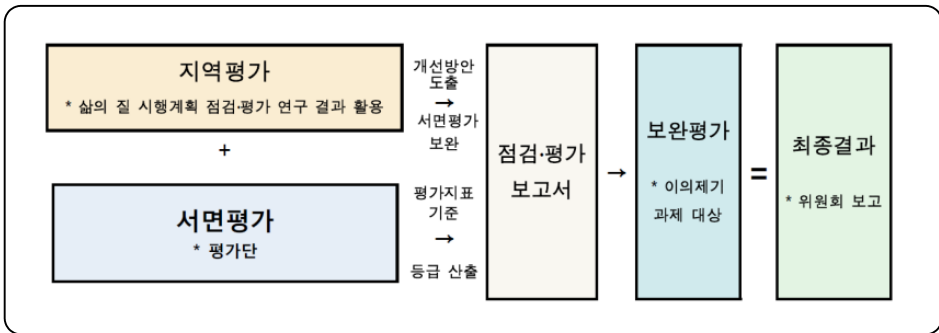 지역평가
* 삶의 질 시행계획 점검·평가 연구 결과 활용
+
서면평가
* 평가단
개선방안
도출
→
서면평가
보완
평가지표
기준
→
등급 산출
점검·평가
보고서
→
보완평가
* 이의제기
과제 대상
=
최종결과
* 위원회 보고